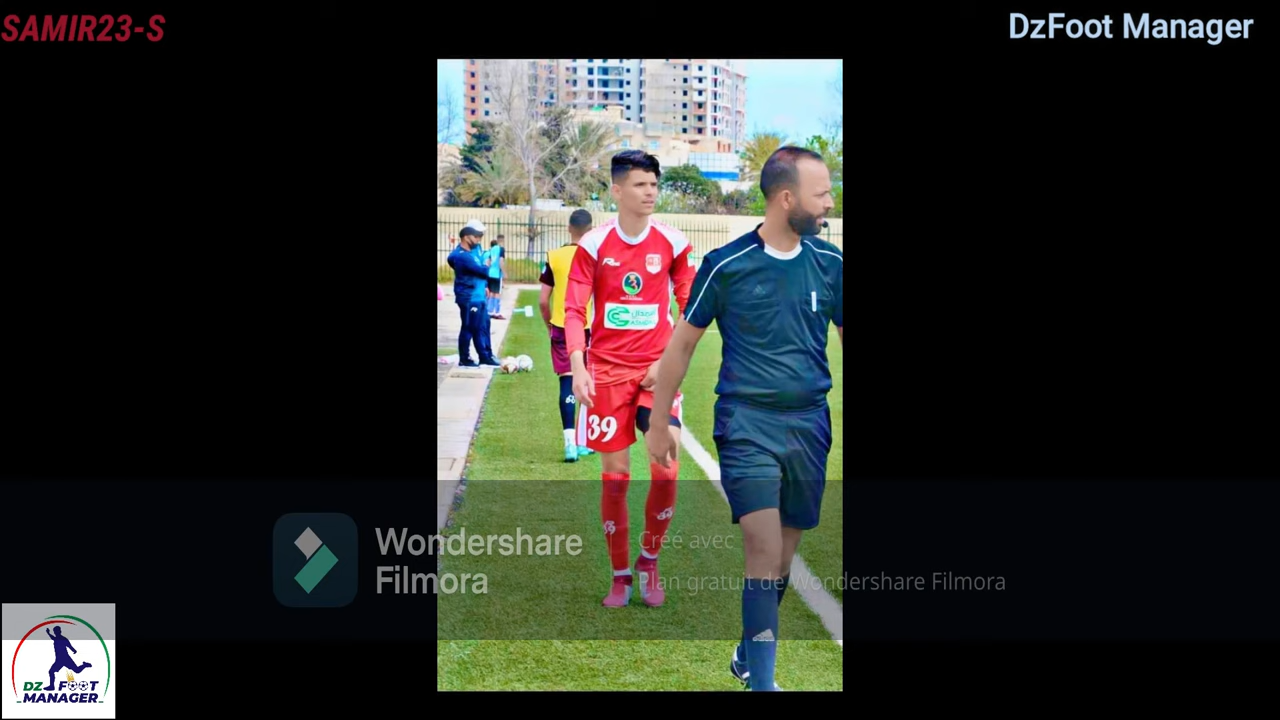 SAMIR23-S
DzFoot Manager
39
Wondershare
Filmora
Créé avec
Plan gratuit de Wondershare Filmora
DZ FOOT
MANAGER